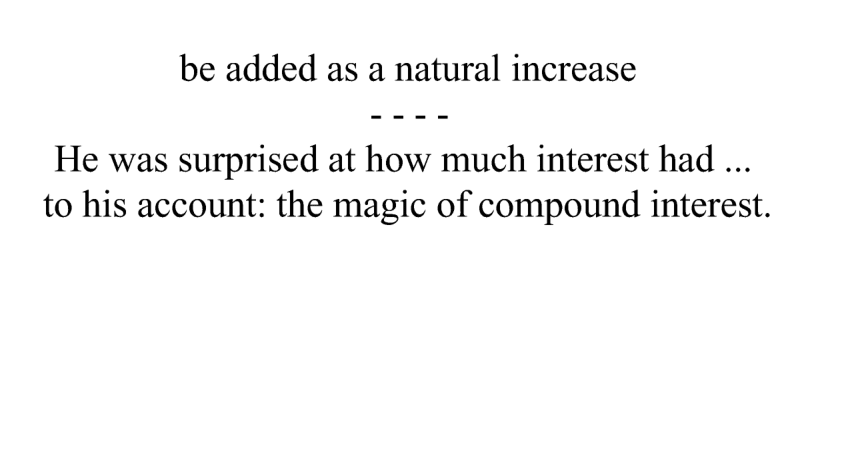 be added as a natural increase
- - - -
He was surprised at how much interest had ...
to his account: the magic of compound interest.